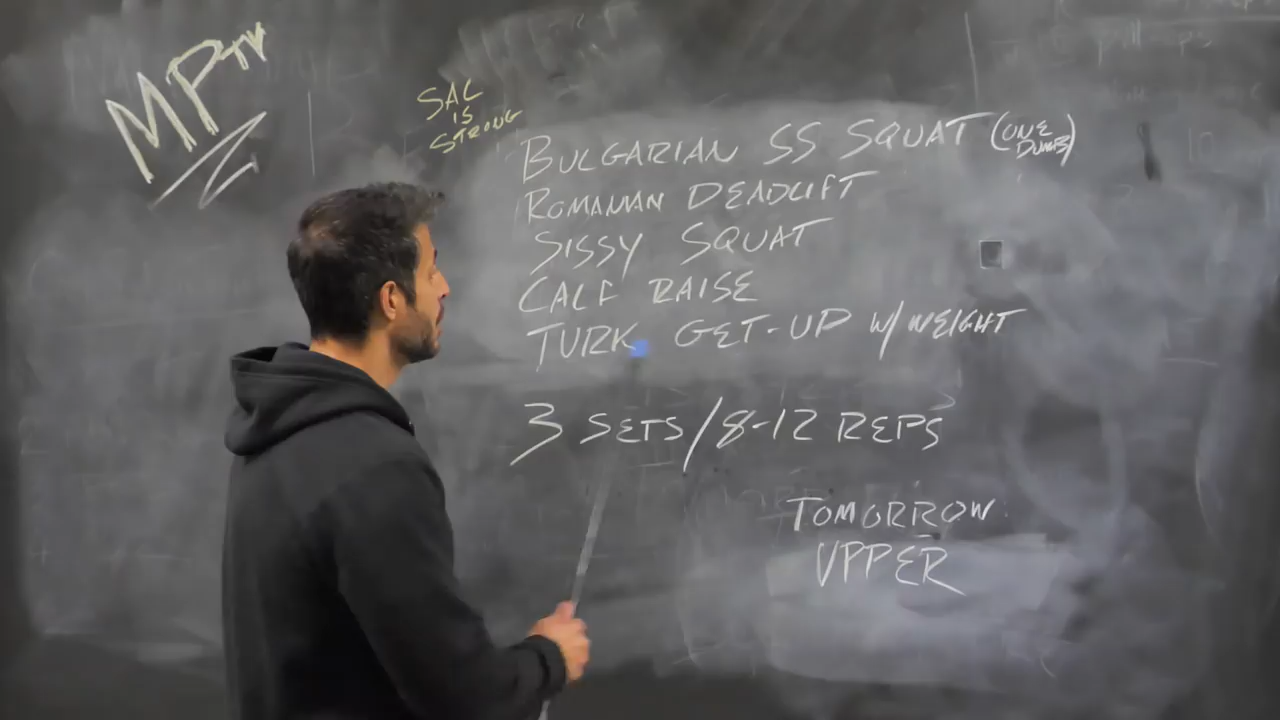 MPTV
SAL
IS
STRONG
BULGARIAN SS SQUAT (ONE DUMB)
ROMANIAN DEADLIFT
SISSY SQUAT
CALF RAISE
TURK GET-UP W/WEIGHT
3 SETS/8-12 REPS
TOMORROW
UPPER